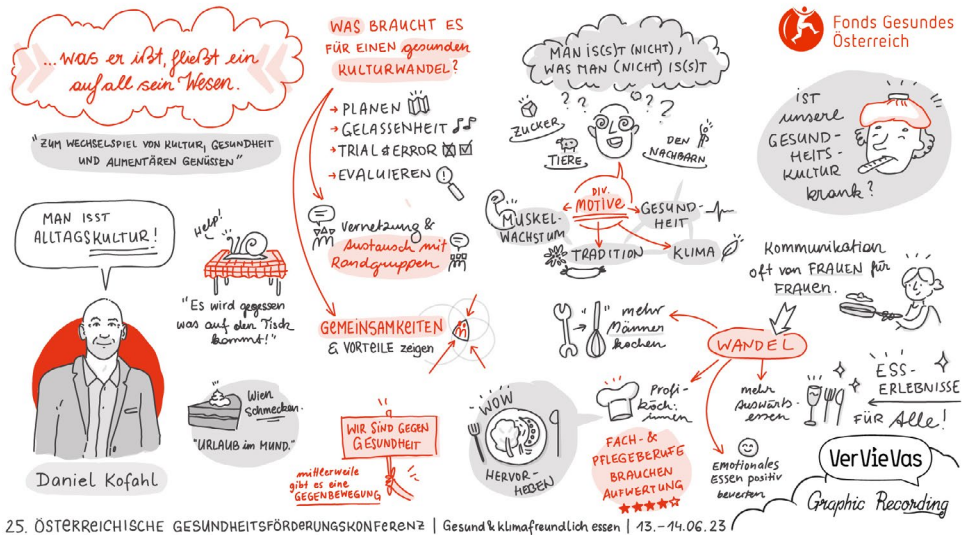 ...was er ißt, fließt ein
auf all sein Wesen.
"ZUM WECHSELSPIEL VON KULTUR, GESUNDHEIT
UND ALIMENTÄREN GENÜSSEN"
MAN ISST
ALLTAGSKULTUR!
Daniel Kofahl
Help!
"Es wird gegessen
was auf den Tisch
kommt!"
Wien
Schmecken.
"URLAUB im MUND."
WAS BRAUCHT ES
FÜR EINEN gesunden
KULTURWANDEL?
→ PLANEN
→ GELASSENHEIT
→ TRIAL & ERROR
→ EVALUIEREN
Vernetzung &
Austausch mit
Randgruppen
GEMEINSAMKEITEN
& VORTEILE zeigen
WIR SIND GEGEN
GESUNDHEIT
mittlerweile
gibt es eine
GEGENBEWEGUNG
MAN IS(S)T (NICHT),
WAS MAN (NICHT) IS(S)T
? ? ? ?
ZUCKER
TIERE
DEN
NACHBARN
DIV.
MOTIVE
MUSKEL-
WACHSTUM
GESUND-
HEIT
TRADITION
KLIMA
Fonds Gesundes
Österreich
IST
unsere
GESUND-
HEITS-
KULTUR
krank?
Kommunikation
oft von FRAUEN für
FRAUEN.
WANDEL
mehr
Männer
kochen
Profi-
köch:
innen
WOW
HERVOR-
HEBEN
FACH- &
PFLEGEBERUFE
BRAUCHEN
AUFWERTUNG
mehr
Auswärts-
essen
Emotionales
Essen positiv
bewerten
ESS-
ERLEBNISSE
FÜR Alle!
VerVieVas
Graphic Recording
25. ÖSTERREICHISCHE GESUNDHEITSFÖRDERUNGSKONFERENZ | Gesund & klimafreundlich essen | 13.-14.06.23